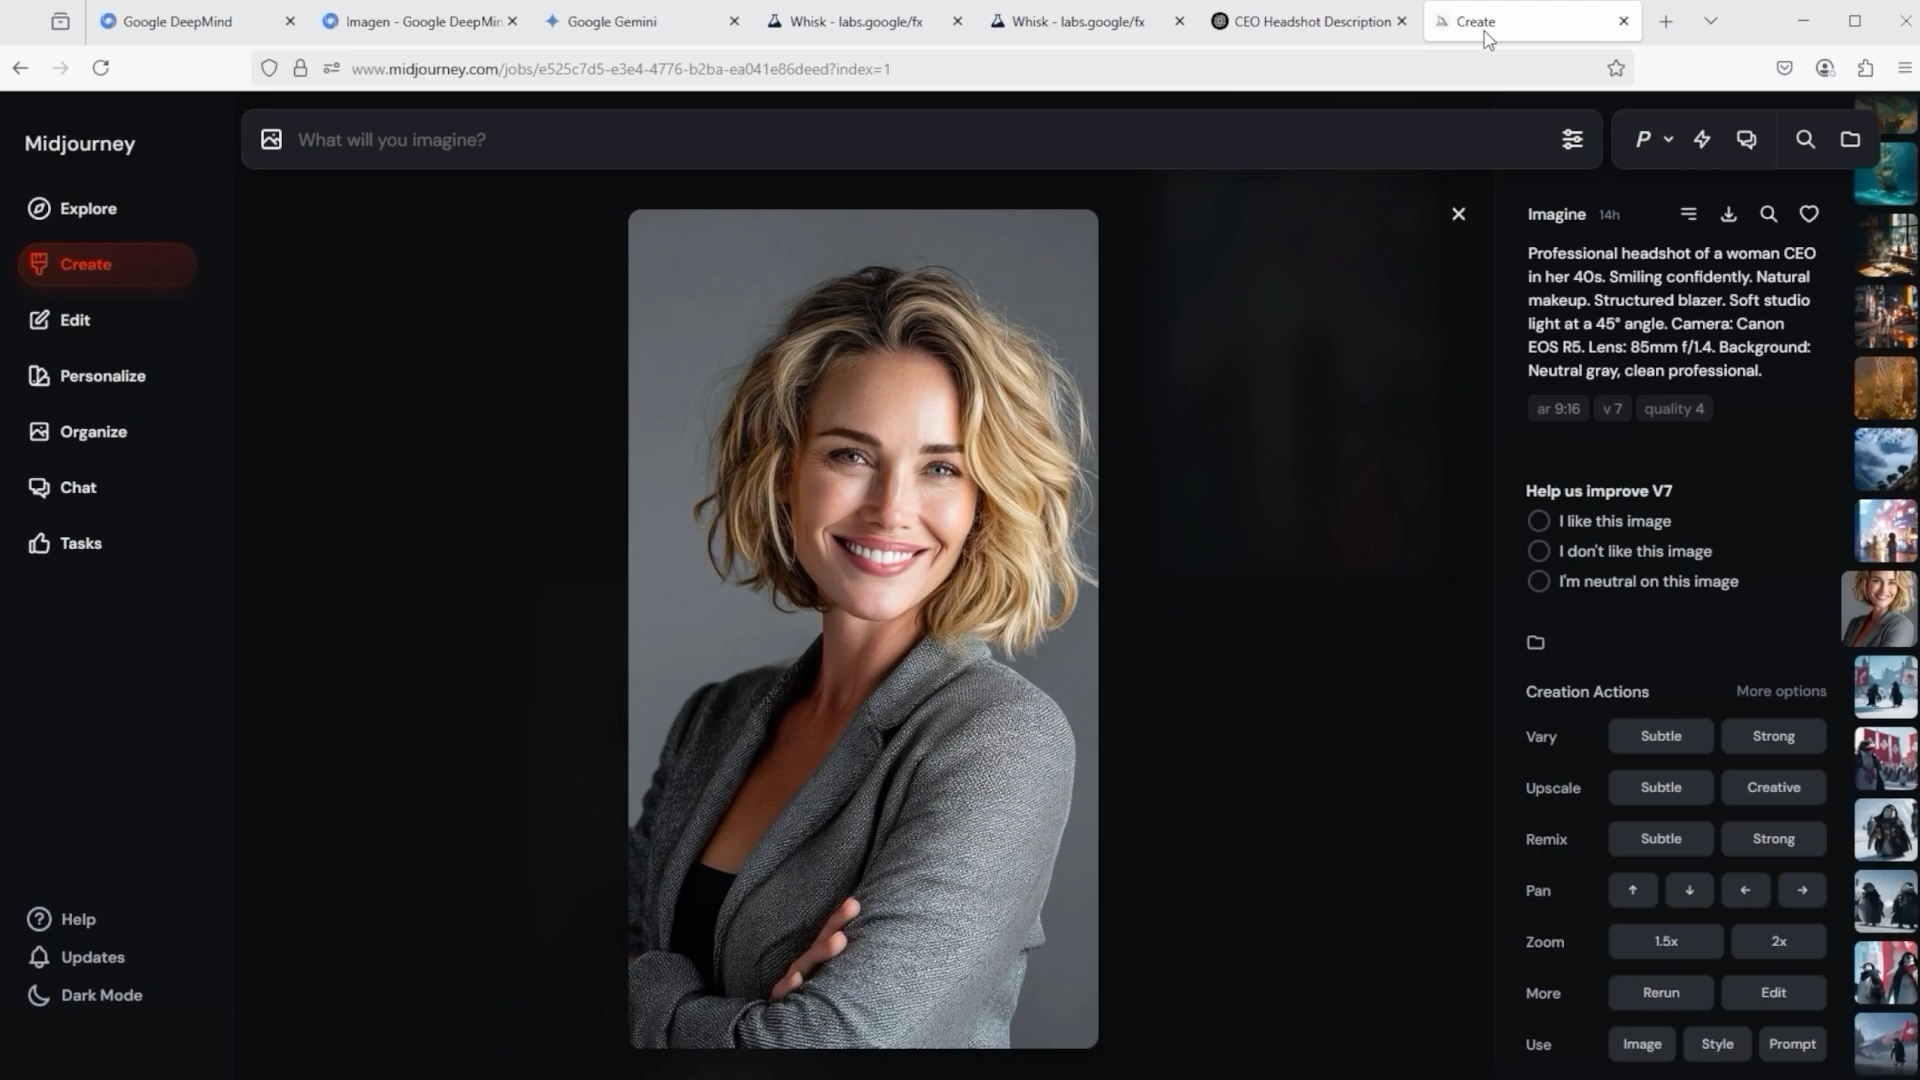 Google DeepMind
Imagen - Google DeepMin
Google Gemini
Whisk - labs.google/fx
Whisk - labs.google/fx
CEO Headshot Description
Create
www.midjourney.com/jobs/e525c7d5-e3e4-4776-b2ba-ea041e86deed?index=1
Midjourney
What will you imagine?
P
Explore
Create
Edit
Personalize
Organize
Chat
Tasks
Help
Updates
Dark Mode
Imagine 14h
Professional headshot of a woman CEO
in her 40s. Smiling confidently. Natural
makeup. Structured blazer. Soft studio
light at a 45° angle. Camera: Canon
EOS R5. Lens: 85mm f/1.4. Background:
Neutral gray, clean professional.
ar 9:16 v 7 quality 4
Help us improve V7
I like this image
I don't like this image
I'm neutral on this image
Creation Actions More options
Vary Subtle Strong
Upscale Subtle Creative
Remix Subtle Strong
Pan
Zoom 1.5x 2x
More Rerun Edit
Use Image Style Prompt